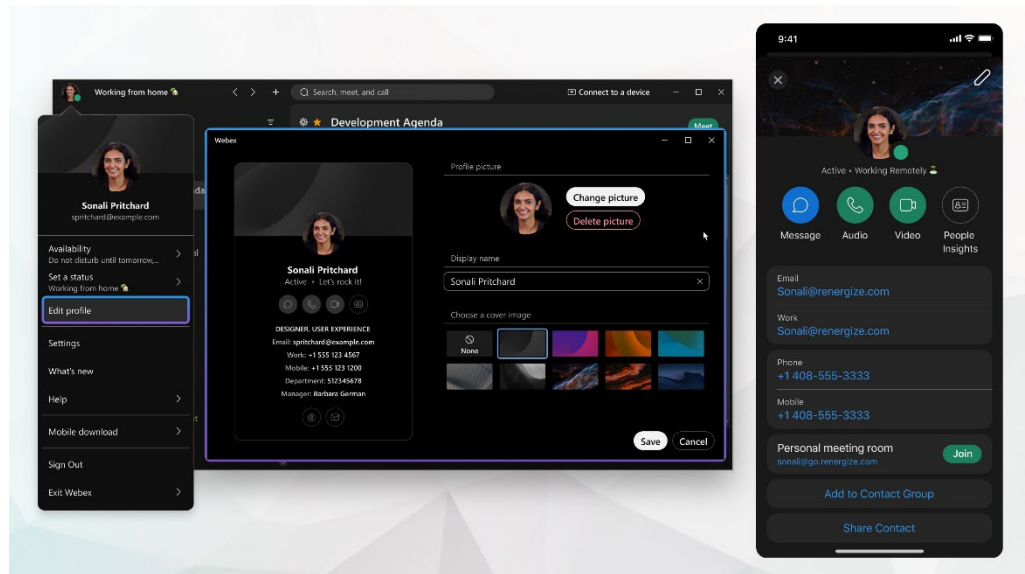 Working from home
Search, meet, and call
Connect to a device
Development Agenda
Meet
Sonali Pritchard
spritchard@example.com
Availability
Do not disturb until tomorrow,...
Set a status
Working from home
Edit profile
Settings
What's new
Help
Mobile download
Sign Out
Exit Webex
Webex
Sonali Pritchard
Active • Let's rock it!
DESIGNER. USER EXPERIENCE
Email: spritchard@example.com
Work: +1 555 123 4567
Mobile: +1 555 123 1200
Department: 512345678
Manager: Barbara German
Profile picture
Change picture
Delete picture
Display name
Sonali Pritchard
Choose a cover image
None
Save Cancel
9:41
Active • Working Remotely
Message Audio Video People
Insights
Email
Sonali@renergize.com
Work
Sonali@renergize.com
Phone
+1 408-555-3333
Mobile
+1 408-555-3333
Personal meeting room
sonali@go.renergize.com
Join
Add to Contact Group
Share Contact